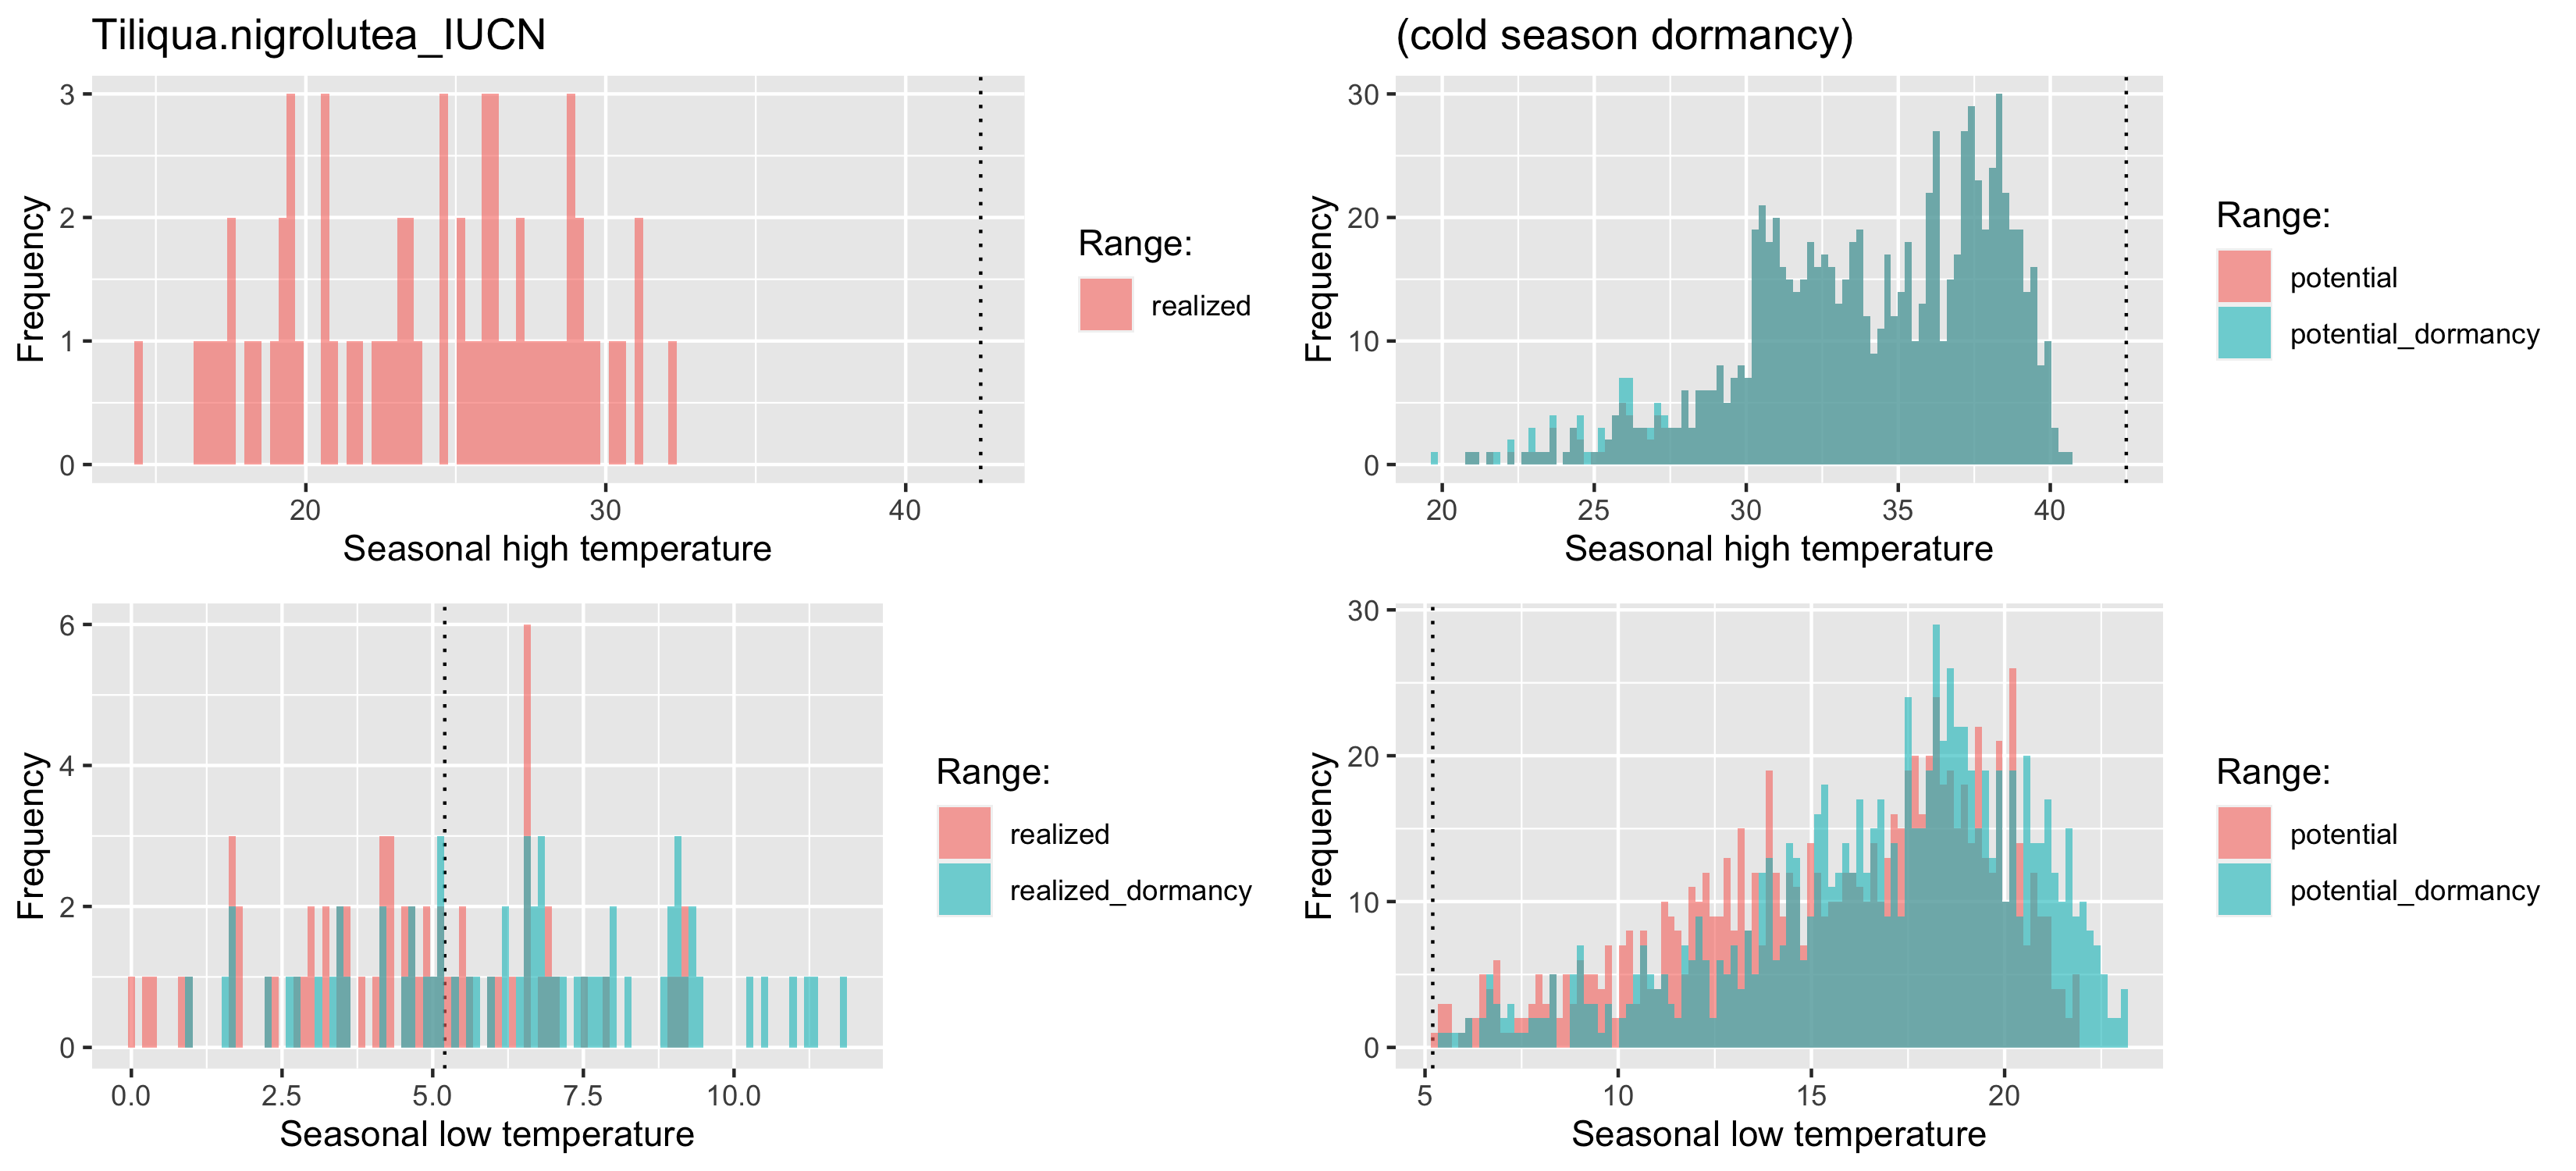 Tiliqua.nigrolutea_IUCN
Frequency
3
2
1
0
20 30 40
Seasonal high temperature
Range:
realized
(cold season dormancy)
Frequency
30
20
10
0
20 25 30 35 40
Seasonal high temperature
Range:
potential
potential_dormancy
Frequency
6
4
2
0
0.0 2.5 5.0 7.5 10.0
Seasonal low temperature
Range:
realized
realized_dormancy
Frequency
30
20
10
0
5 10 15 20
Seasonal low temperature
Range:
potential
potential_dormancy